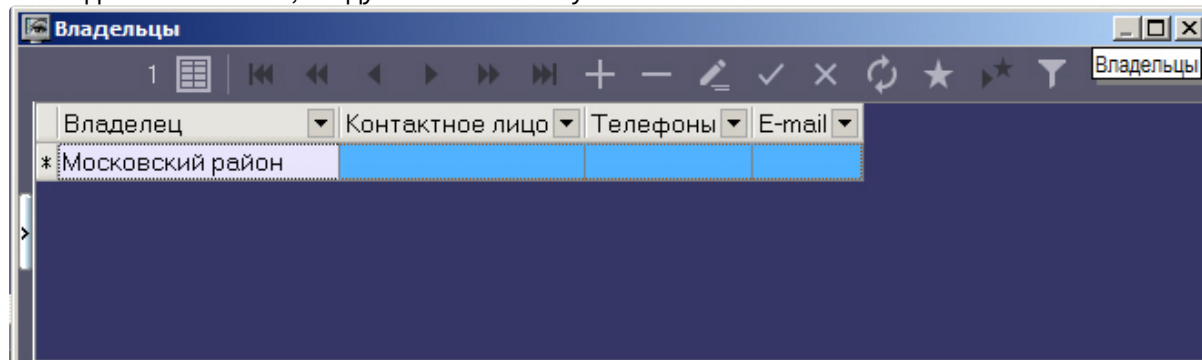 Владельцы
1
Владельцы
Владелец Контактное лицо Телефоны E-mail
* Московский район